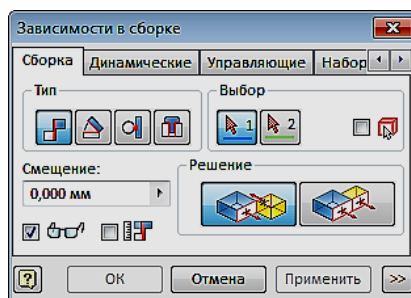 Зависимости в сборке
Сборка Динамические Управляющие Набор
Тип Выбор
1 2
Смещение: Решение
0,000 мм
? ОК Отмена Применить >>